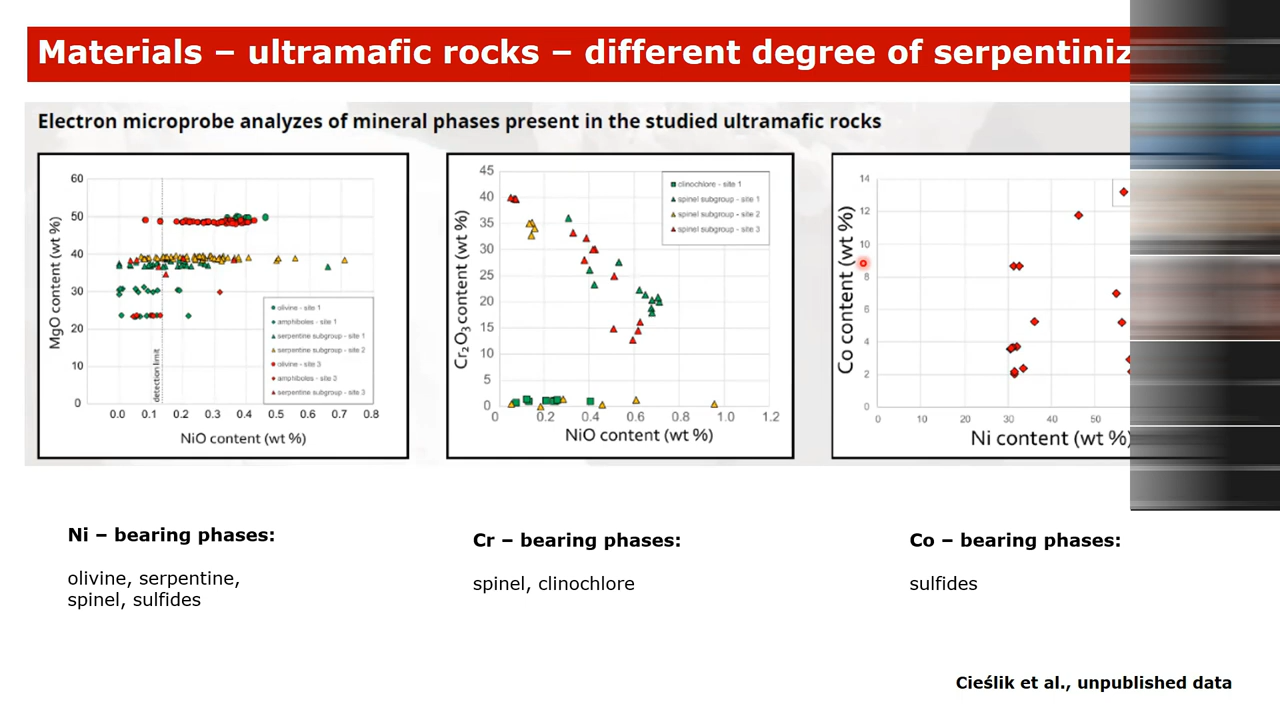 Materials – ultramafic rocks – different degree of serpentiniz
Electron microprobe analyzes of mineral phases present in the studied ultramafic rocks
60
50
40
30
20
10
0
MgO content (wt %)
0.0 0.1 0.2 0.3 0.4 0.5 0.6 0.7 0.8
NiO content (wt %)
detection limit
olivine - site 1
amphiboles - site 1
serpentine subgroup - site 1
serpentine subgroup - site 2
olivine - site 3
amphiboles - site 3
serpentine subgroup - site 3
45
40
35
30
25
20
15
10
5
0
Cr₂O₃ content (wt %)
0 0.2 0.4 0.6 0.8 1.0 1.2
NiO content (wt %)
clinochlore - site 1
spinel subgroup - site 1
spinel subgroup - site 2
spinel subgroup - site 3
14
12
10
8
6
4
2
0
Co content (wt %)
0 10 20 30 40 50
Ni content (wt %)
Ni – bearing phases:
olivine, serpentine,
spinel, sulfides
Cr – bearing phases:
spinel, clinochlore
Co – bearing phases:
sulfides
Cieślik et al., unpublished data